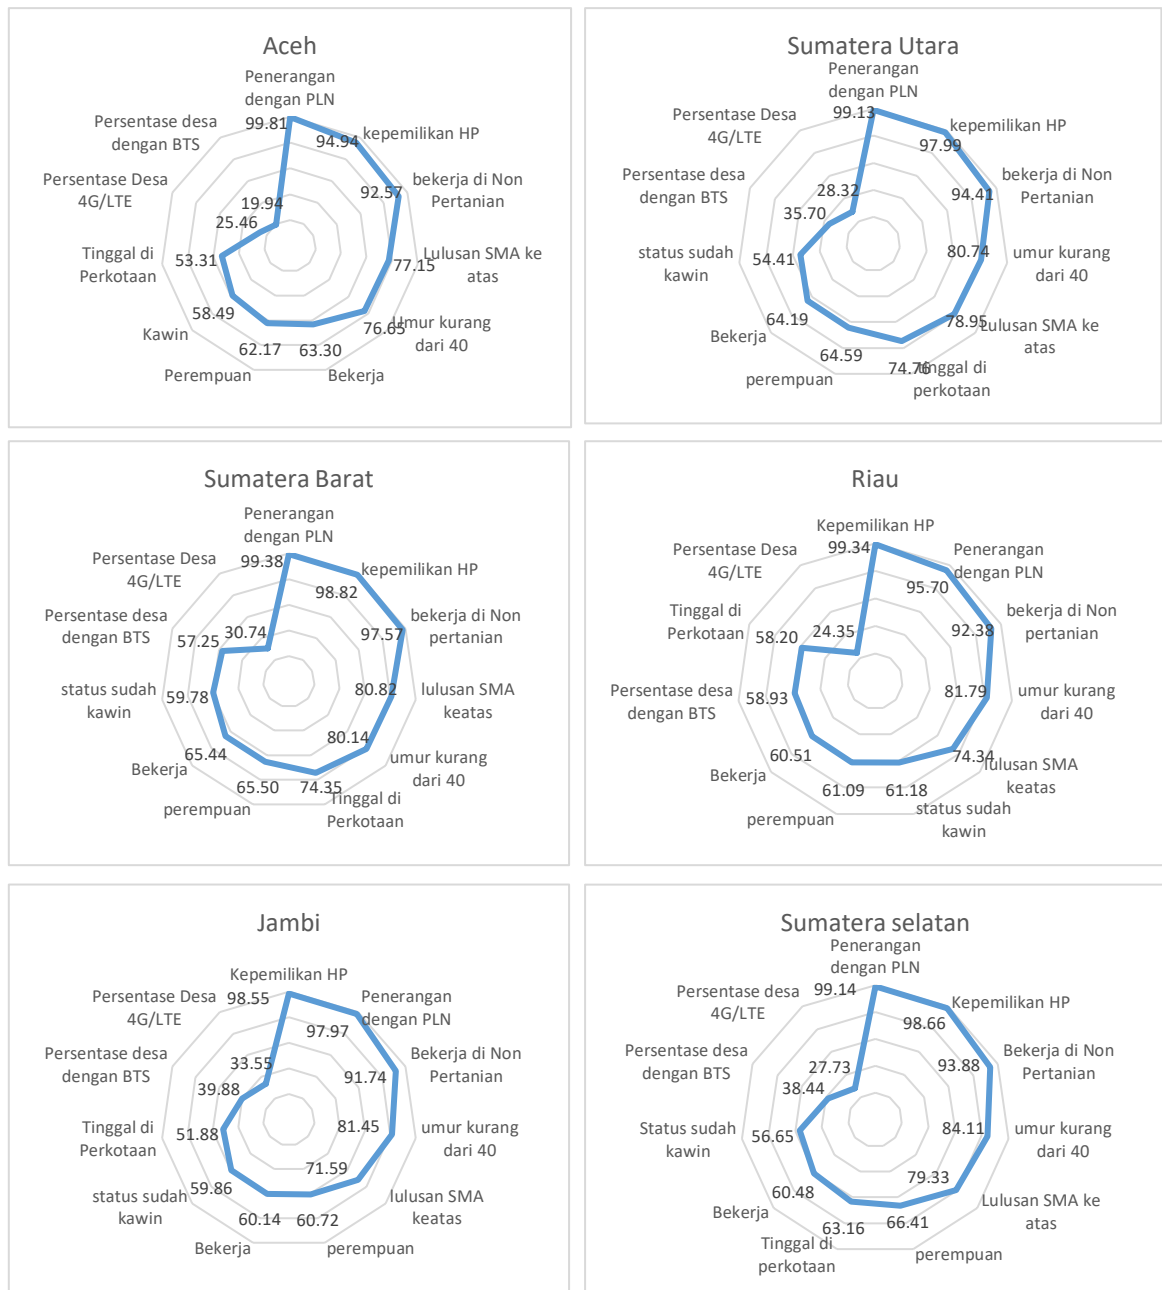 Aceh
Penerangan
dengan PLN
99.81
kepemilikan HP
94.94
bekerja di Non
Pertanian
92.57
Lulusan SMA ke
atas
77.15
Umur kurang
dari 40
76.65
Bekerja
63.30
Perempuan
62.17
Kawin
58.49
Tinggal di
Perkotaan
53.31
Persentase Desa
4G/LTE
25.46
Persentase desa
dengan BTS
19.94
Sumatera Utara
Penerangan
dengan PLN
99.13
kepemilikan HP
97.99
bekerja di Non
Pertanian
94.41
umur kurang
dari 40
80.74
Lulusan SMA ke
atas
78.95
tinggal di
perkotaan
74.76
perempuan
64.59
Bekerja
64.19
status sudah
kawin
54.41
Persentase desa
dengan BTS
35.70
Persentase Desa
4G/LTE
28.32
Sumatera Barat
Penerangan
dengan PLN
99.38
kepemilikan HP
98.82
bekerja di Non
pertanian
97.57
lulusan SMA
keatas
80.82
umur kurang
dari 40
80.14
Tinggal di
Perkotaan
74.35
perempuan
65.50
Bekerja
65.44
status sudah
kawin
59.78
Persentase desa
dengan BTS
57.25
Persentase Desa
4G/LTE
30.74
Riau
Kepemilikan HP
99.34
Penerangan
dengan PLN
95.70
bekerja di Non
pertanian
92.38
umur kurang
dari 40
81.79
lulusan SMA
keatas
74.34
status sudah
kawin
61.18
perempuan
61.09
Bekerja
60.51
Persentase desa
dengan BTS
58.93
Tinggal di
Perkotaan
58.20
Persentase Desa
4G/LTE
24.35
Jambi
Kepemilikan HP
98.55
Penerangan
dengan PLN
97.97
Bekerja di Non
Pertanian
91.74
umur kurang
dari 40
81.45
lulusan SMA
keatas
71.59
perempuan
60.72
Bekerja
60.14
status sudah
kawin
59.86
Tinggal di
Perkotaan
51.88
Persentase desa
dengan BTS
39.88
Persentase Desa
4G/LTE
33.55
Sumatera selatan
Penerangan
dengan PLN
99.14
Kepemilikan HP
98.66
Bekerja di Non
Pertanian
93.88
umur kurang
dari 40
84.11
Lulusan SMA ke
atas
79.33
perempuan
66.41
Tinggal di
perkotaan
63.16
Bekerja
60.48
Status sudah
kawin
56.65
Persentase desa
dengan BTS
38.44
Persentase desa
4G/LTE
27.73